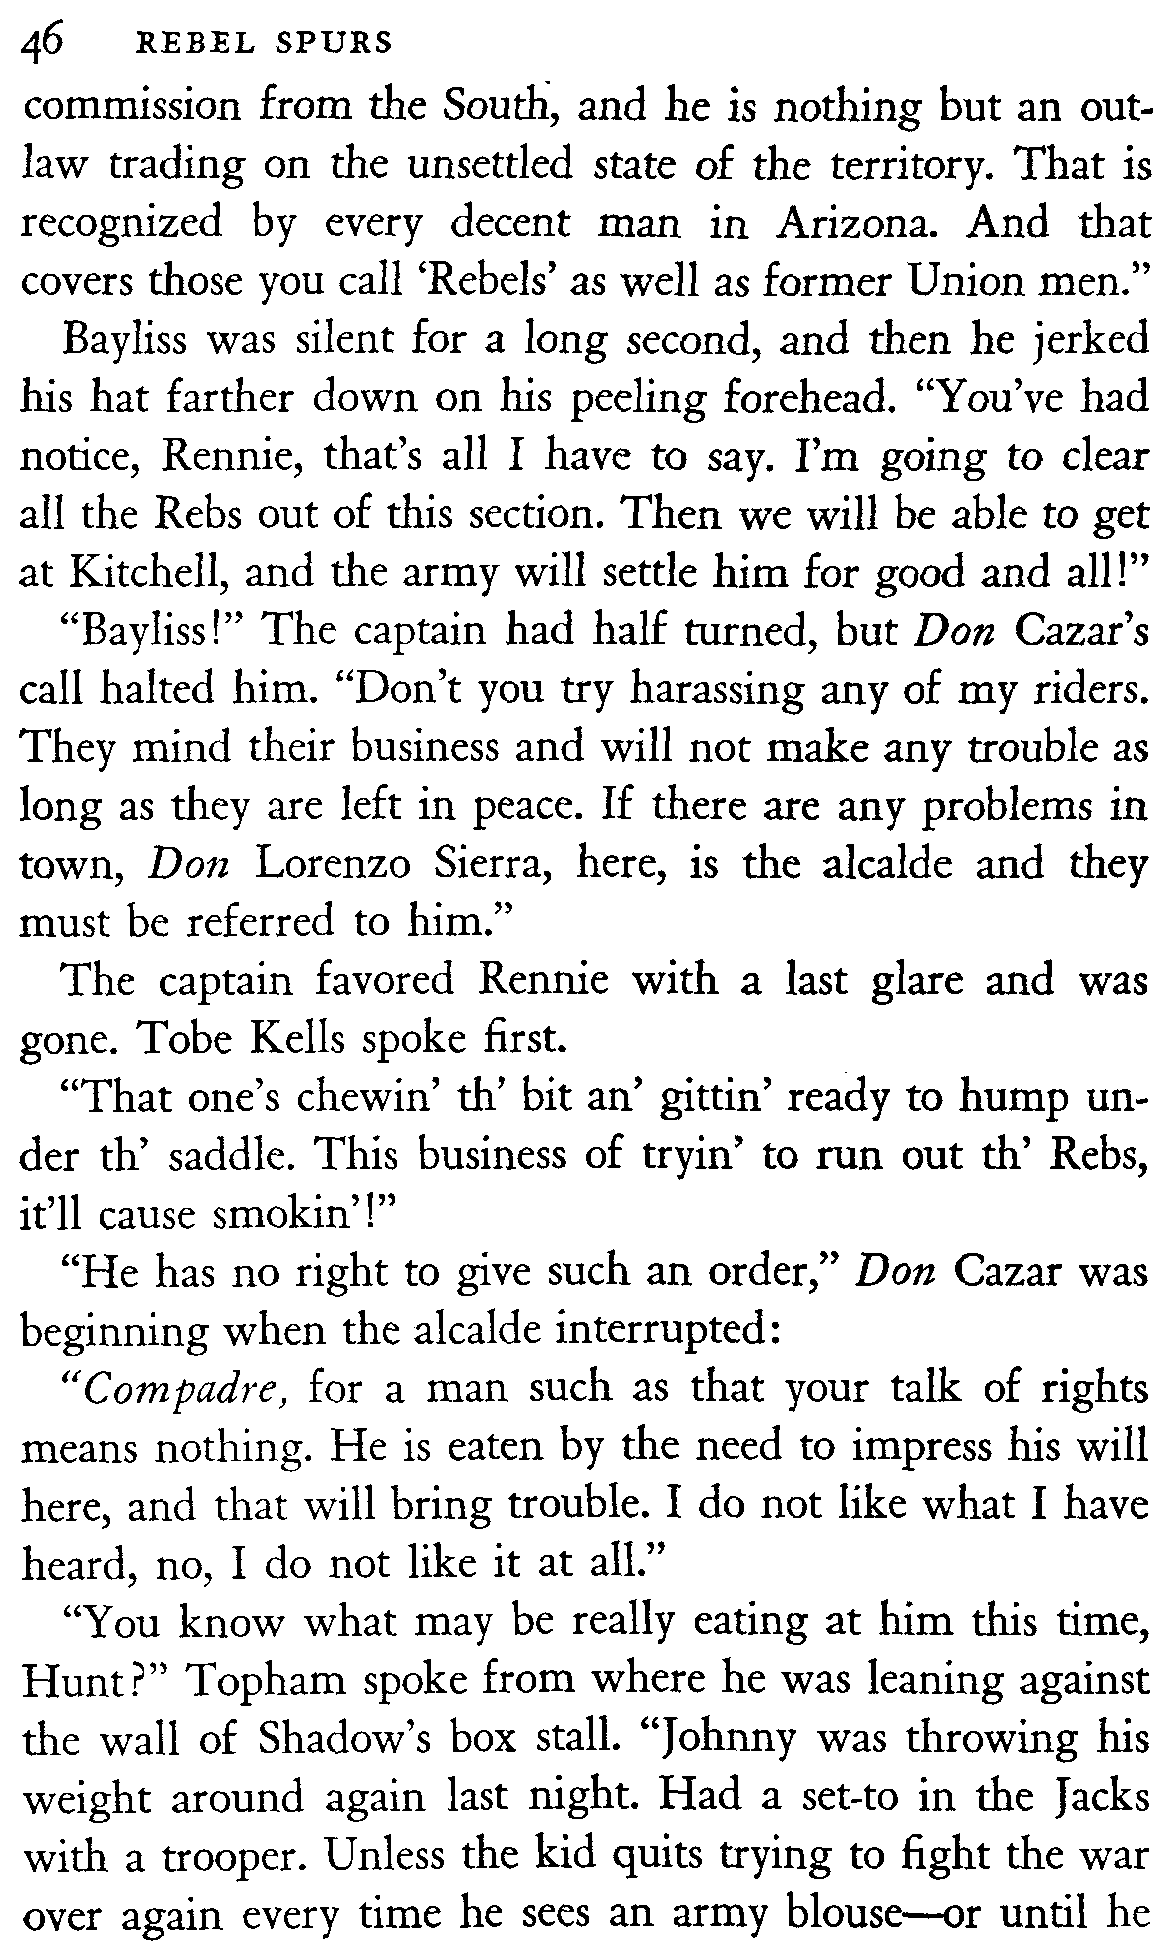 46 REBEL SPURS
commission from the South, and he is nothing but an out-
law trading on the unsettled state of the territory. That is
recognized by every decent man in Arizona. And that
covers those you call ‘Rebels’ as well as former Union men.”
Bayliss was silent for a long second, and then he jerked
his hat farther down on his peeling forehead. “You’ve had
notice, Rennie, that’s all I have to say. I’m going to clear
all the Rebs out of this section. Then we will be able to get
at Kitchell, and the army will settle him for good and all!”
“Bayliss!” The captain had half turned, but Don Cazar’s
call halted him. “Don’t you try harassing any of my riders.
They mind their business and will not make any trouble as
long as they are left in peace. If there are any problems in
town, Don Lorenzo Sierra, here, is the alcalde and they
must be referred to him.”
The captain favored Rennie with a last glare and was
gone. Tobe Kells spoke first.
“That one’s chewin’ th’ bit an’ gittin’ ready to hump un-
der th’ saddle. This business of tryin’ to run out th’ Rebs,
it’ll cause smokin’!”
“He has no right to give such an order,” Don Cazar was
beginning when the alcalde interrupted:
“Compadre, for a man such as that your talk of rights
means nothing. He is eaten by the need to impress his will
here, and that will bring trouble. I do not like what I have
heard, no, I do not like it at all.”
“You know what may be really eating at him this time,
Hunt?” Topham spoke from where he was leaning against
the wall of Shadow’s box stall. “Johnny was throwing his
weight around again last night. Had a set-to in the Jacks
with a trooper. Unless the kid quits trying to fight the war
over again every time he sees an army blouse—or until he